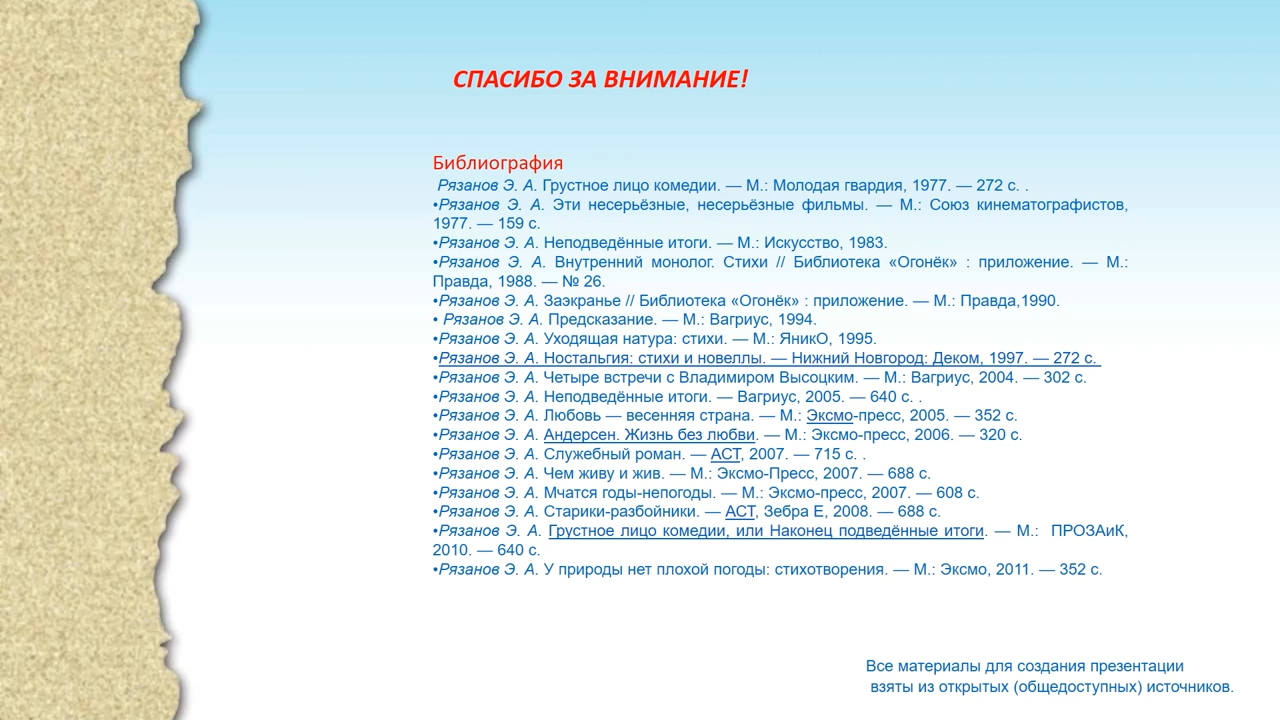 СПАСИБО ЗА ВНИМАНИЕ!
Библиография
Рязанов Э. А. Грустное лицо комедии. — М.: Молодая гвардия, 1977. — 272 с. .
•Рязанов Э. А. Эти несерьёзные, несерьёзные фильмы. — М.: Союз кинематографистов,
1977. — 159 с.
•Рязанов Э. А. Неподведённые итоги. — М.: Искусство, 1983.
•Рязанов Э. А. Внутренний монолог. Стихи // Библиотека «Огонёк» : приложение. — М.:
Правда, 1988. — № 26.
•Рязанов Э. А. Заэкранье // Библиотека «Огонёк» : приложение. — М.: Правда,1990.
• Рязанов Э. А. Предсказание. — М.: Вагриус, 1994.
•Рязанов Э. А. Уходящая натура: стихи. — М.: ЯникО, 1995.
•Рязанов Э. А. Ностальгия: стихи и новеллы. — Нижний Новгород: Деком, 1997. — 272 с.
•Рязанов Э. А. Четыре встречи с Владимиром Высоцким. — М.: Вагриус, 2004. — 302 с.
•Рязанов Э. А. Неподведённые итоги. — Вагриус, 2005. — 640 с. .
•Рязанов Э. А. Любовь — весенняя страна. — М.: Эксмо-пресс, 2005. — 352 с.
•Рязанов Э. А. Андерсен. Жизнь без любви. — М.: Эксмо-пресс, 2006. — 320 с.
•Рязанов Э. А. Служебный роман. — АСТ, 2007. — 715 с. .
•Рязанов Э. А. Чем живу и жив. — М.: Эксмо-Пресс, 2007. — 688 с.
•Рязанов Э. А. Мчатся годы-непогоды. — М.: Эксмо-пресс, 2007. — 608 с.
•Рязанов Э. А. Старики-разбойники. — АСТ, Зебра Е, 2008. — 688 с.
•Рязанов Э. А. Грустное лицо комедии, или Наконец подведённые итоги. — М.: ПРОЗАиК,
2010. — 640 с.
•Рязанов Э. А. У природы нет плохой погоды: стихотворения. — М.: Эксмо, 2011. — 352 с.
Все материалы для создания презентации
взяты из открытых (общедоступных) источников.